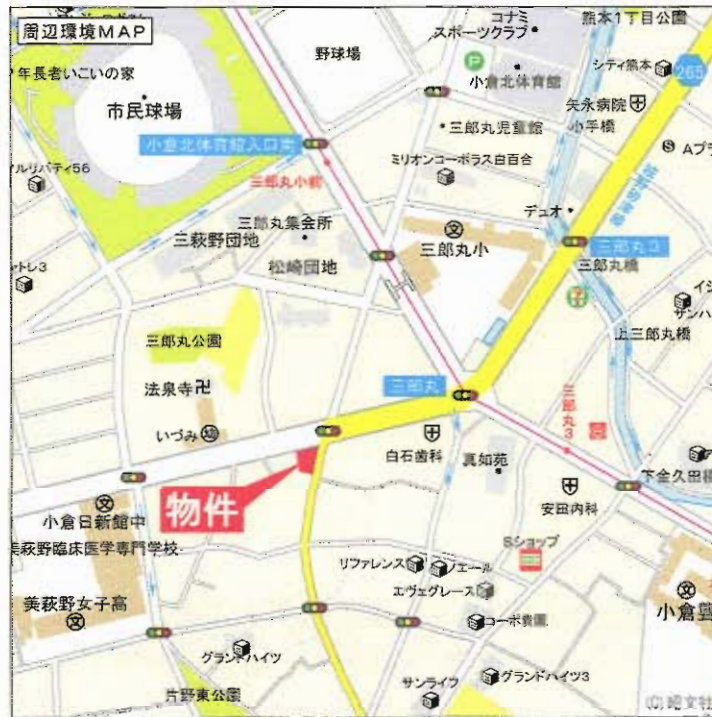 周辺環境MAP
コナミ
スポーツクラブ
熊本1丁目公園
野球場
シティ熊本
265
年長者いこいの家
P
小倉北体育館
矢永病院
市民球場
三郎丸児童館
小手橋
小倉北体育館入口東
ミリオンコーポラス白百合
三郎丸小前
デュオ
三郎丸集会所
三萩野団地
三郎丸小
三郎丸3
三郎丸橋
松崎団地
上三郎丸橋
三郎丸公園
法泉寺
三郎丸
三郎丸3
いづみ
白石歯科
真如苑
下金久田橋
物件
安田内科
小倉日新館中
美萩野臨床医学専門学校
Sショップ
リファレンス
ノエール
エヴェグレース
美萩野女子高
コーポ貴園
グランドハイツ
グランドハイツ3
サンライフ
片野東公園
(C)昭文社